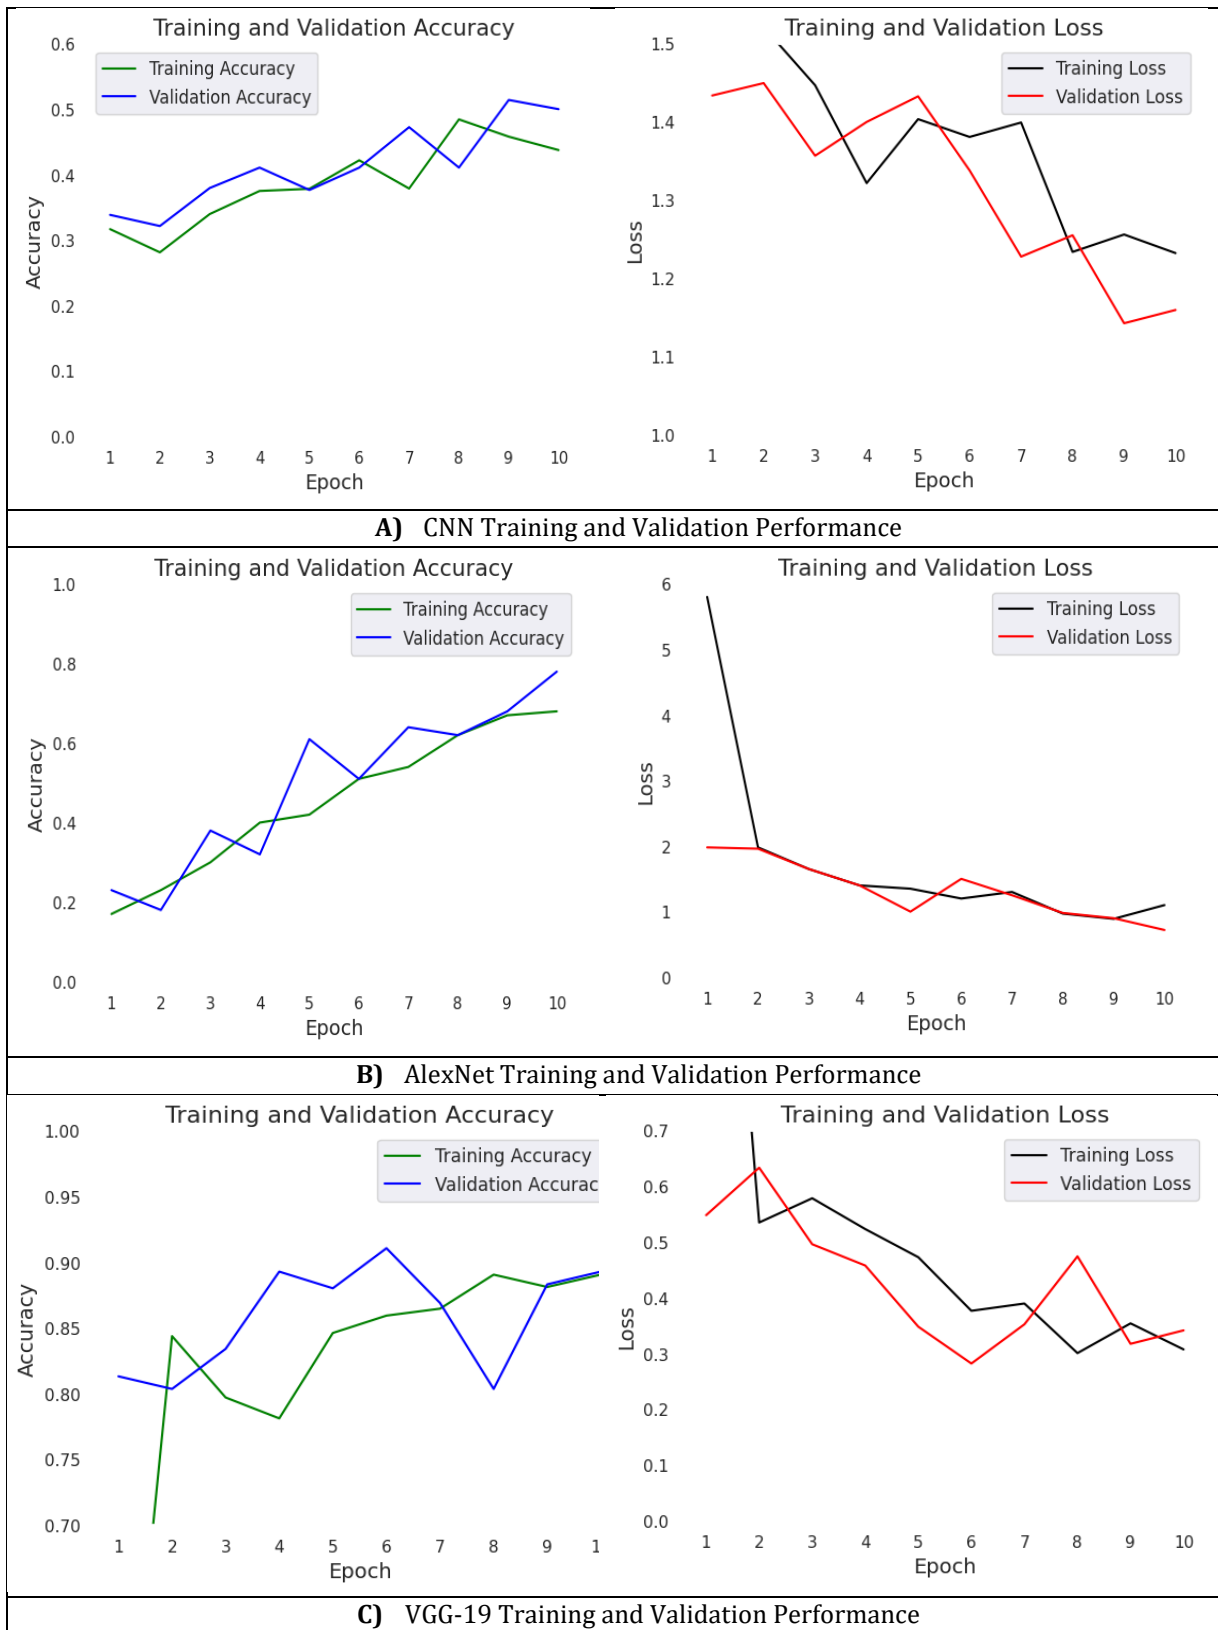 Training and Validation Accuracy
0.6
0.5
0.4
0.3
0.2
0.1
0.0
Accuracy
Training Accuracy
Validation Accuracy
1 2 3 4 5 6 7 8 9 10
Epoch
Training and Validation Loss
1.5
1.4
1.3
1.2
1.1
1.0
Loss
Training Loss
Validation Loss
1 2 3 4 5 6 7 8 9 10
Epoch
A) CNN Training and Validation Performance
Training and Validation Accuracy
1.0
0.8
0.6
0.4
0.2
0.0
Accuracy
Training Accuracy
Validation Accuracy
1 2 3 4 5 6 7 8 9 10
Epoch
Training and Validation Loss
6
5
4
3
2
1
0
Loss
Training Loss
Validation Loss
1 2 3 4 5 6 7 8 9 10
Epoch
B) AlexNet Training and Validation Performance
Training and Validation Accuracy
1.00
0.95
0.90
0.85
0.80
0.75
0.70
Accuracy
Training Accuracy
Validation Accurac
1 2 3 4 5 6 7 8 9 1
Epoch
Training and Validation Loss
0.7
0.6
0.5
0.4
0.3
0.2
0.1
0.0
Loss
Training Loss
Validation Loss
1 2 3 4 5 6 7 8 9 10
Epoch
C) VGG-19 Training and Validation Performance